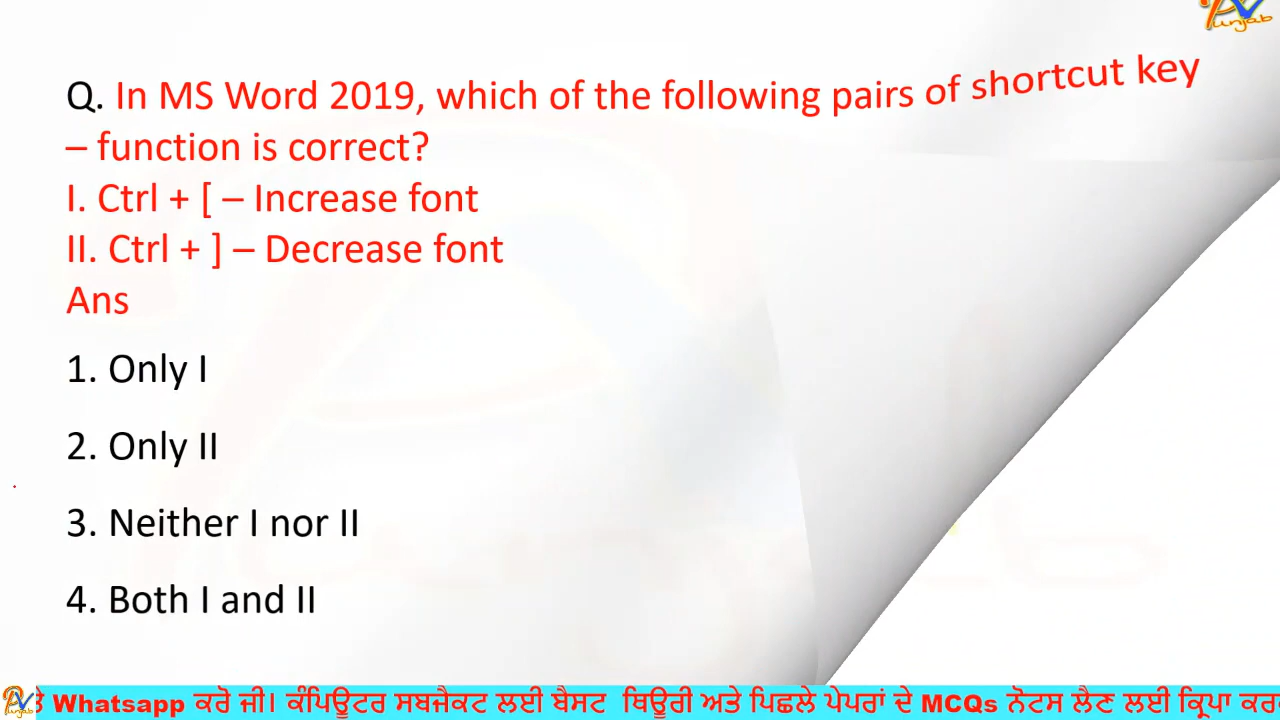 Punjab
Q. In MS Word 2019, which of the following pairs of shortcut key
– function is correct?
I. Ctrl + [ – Increase font
II. Ctrl + ] – Decrease font
Ans
1. Only I
2. Only II
3. Neither I nor II
4. Both I and II
Whatsapp ਕਰੋ ਜੀ। ਕੰਪਿਊਟਰ ਸਬਜੈਕਟ ਲਈ ਬੈਸਟ ਥਿਊਰੀ ਅਤੇ ਪਿਛਲੇ ਪੇਪਰਾਂ ਦੇ MCQs ਨੋਟਸ ਲੈਣ ਲਈ ਕ੍ਰਿਪਾ